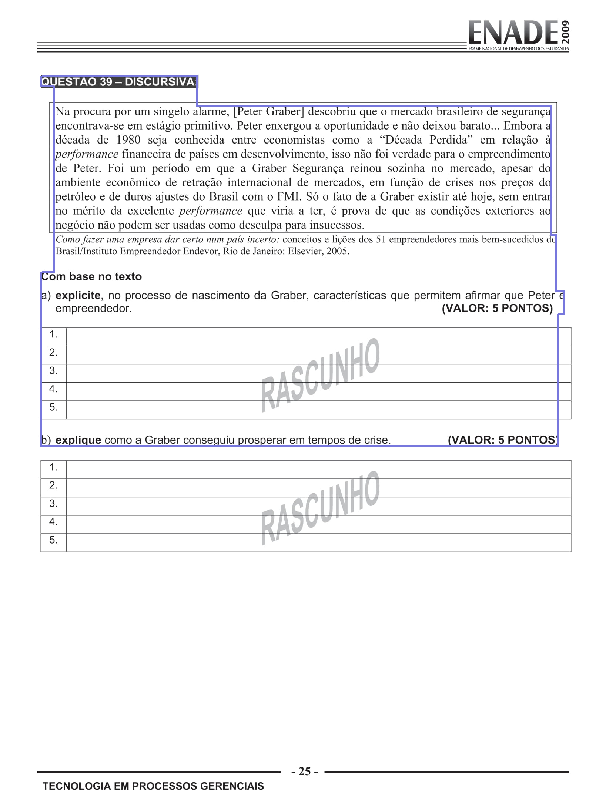 ENADE 2009
EXAME NACIONAL DE DESEMPENHO DOS ESTUDANTES
QUESTÃO 39 – DISCURSIVA
Na procura por um singelo alarme, [Peter Graber] descobriu que o mercado brasileiro de segurança
encontrava-se em estágio primitivo. Peter enxergou a oportunidade e não deixou barato... Embora a
década de 1980 seja conhecida entre economistas como a “Década Perdida” em relação à
performance financeira de países em desenvolvimento, isso não foi verdade para o empreendimento
de Peter. Foi um período em que a Graber Segurança reinou sozinha no mercado, apesar do
ambiente econômico de retração internacional de mercados, em função de crises nos preços do
petróleo e de duros ajustes do Brasil com o FMI. Só o fato de a Graber existir até hoje, sem entrar
no mérito da excelente performance que viria a ter, é prova de que as condições exteriores ao
negócio não podem ser usadas como desculpa para insucessos.
Como fazer uma empresa dar certo num país incerto: conceitos e lições dos 51 empreendedores mais bem-sucedidos do
Brasil/Instituto Empreendedor Endevor, Rio de Janeiro: Elsevier, 2005.
Com base no texto
a) explicite, no processo de nascimento da Graber, características que permitem afirmar que Peter é
empreendedor. (VALOR: 5 PONTOS)
1.
2.
3.
4.
5.
RASCUNHO
b) explique como a Graber conseguiu prosperar em tempos de crise. (VALOR: 5 PONTOS)
1.
2.
3.
4.
5.
RASCUNHO
- 25 -
TECNOLOGIA EM PROCESSOS GERENCIAIS